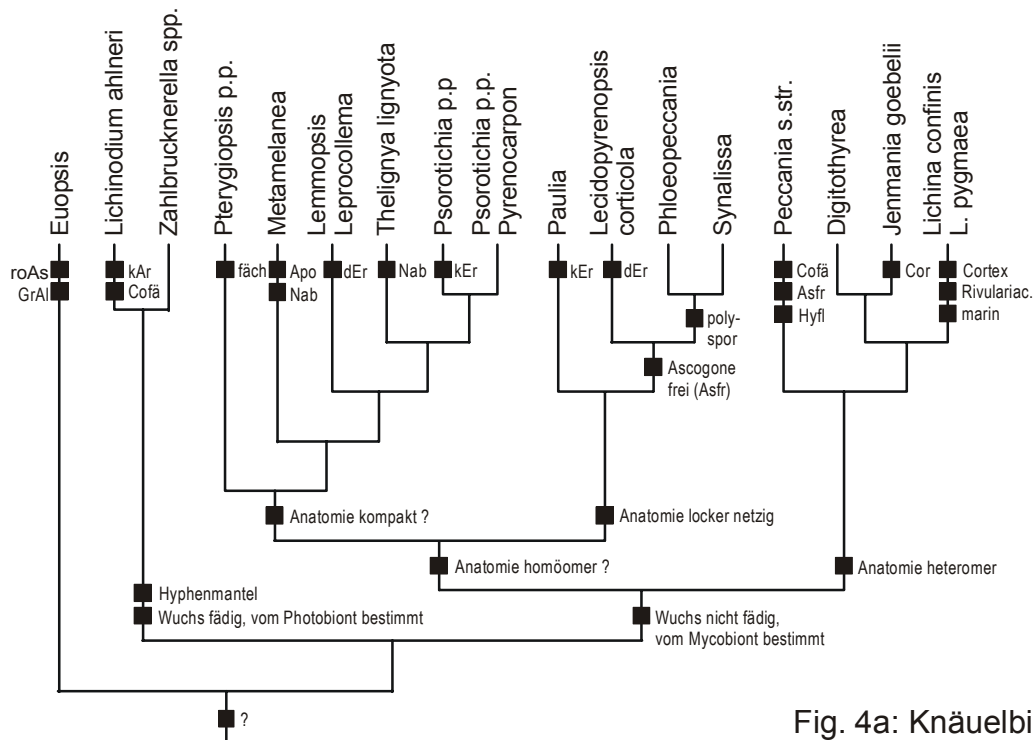 Euopsis
Lichinodium ahlneri
Zahlbrucknerella spp.
Pterygiopsis p.p.
Metamelanea
Lemmopsis
Leprocollema
Thelignya lignyota
Psorotichia p.p
Psorotichia p.p.
Pyrenocarpon
Paulia
Lecidopyrenopsis
corticola
Phloeopeccania
Synalissa
Peccania s.str.
Digitothyrea
Jenmania goebelii
Lichina confinis
L. pygmaea
roAs
GrAl
kAr
Cofä
fäch
Apo
Nab
dEr
Nab
kEr
kEr
dEr
poly-
spor
Ascogone
frei (Asfr)
Cofä
Asfr
Hyfl
Cor
Cortex
Rivulariac.
marin
Anatomie kompakt ?
Anatomie locker netzig
Anatomie homöomer ?
Anatomie heteromer
Hyphenmantel
Wuchs fädig, vom Photobiont bestimmt
Wuchs nicht fädig,
vom Mycobiont bestimmt
?
Fig. 4a: Knäuelbi